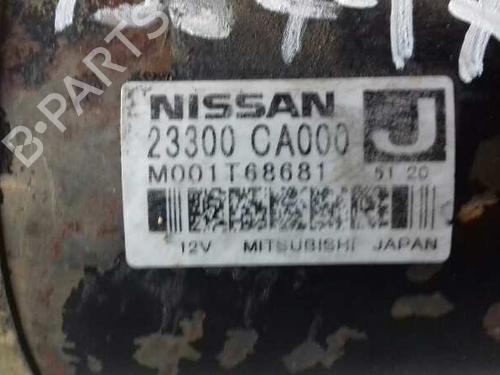 B-PARTS
NISSAN
23300 CA000
J
M001T68681
51 20
12V MITSUBISHI JAPAN